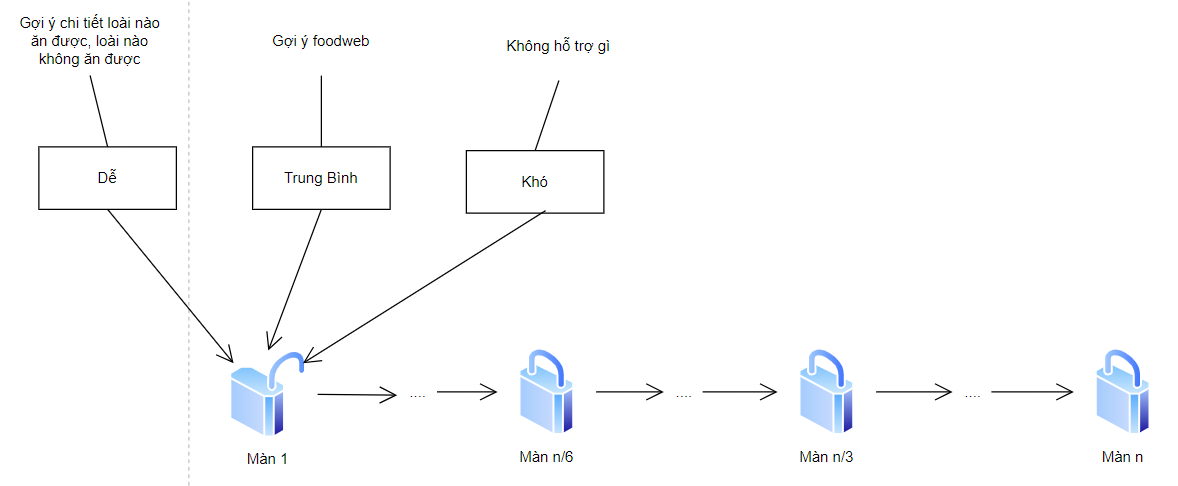 Gợi ý chi tiết loài nào
ăn được, loài nào
không ăn được
Gợi ý foodweb
Không hỗ trợ gì
Dễ
Trung Bình
Khó
....
....
....
Màn 1
Màn n/6
Màn n/3
Màn n